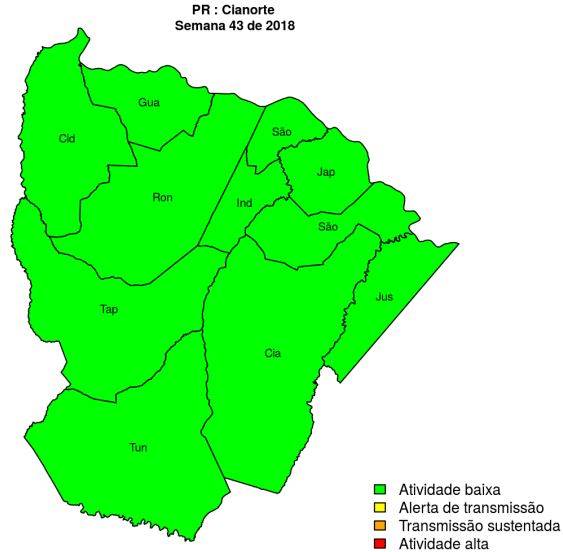 PR : Cianorte
Semana 43 de 2018
Gua
São
Cid
Jap
Ron
Ind
São
Jus
Tap
Cia
Tun
Atividade baixa
Alerta de transmissão
Transmissão sustentada
Atividade alta